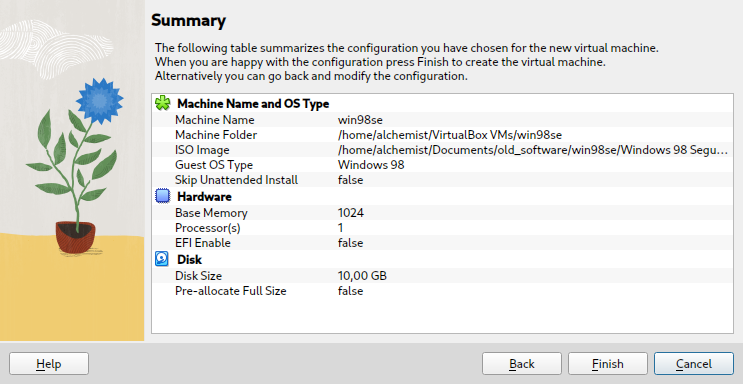 Summary
The following table summarizes the configuration you have chosen for the new virtual machine.
When you are happy with the configuration press Finish to create the virtual machine.
Alternatively you can go back and modify the configuration.
Machine Name and OS Type
Machine Name win98se
Machine Folder /home/alchemist/VirtualBox VMs/win98se
ISO Image /home/alchemist/Documents/old_software/win98se/Windows 98 Segu...
Guest OS Type Windows 98
Skip Unattended Install false
Hardware
Base Memory 1024
Processor(s) 1
EFI Enable false
Disk
Disk Size 10,00 GB
Pre-allocate Full Size false
Help Back Finish Cancel